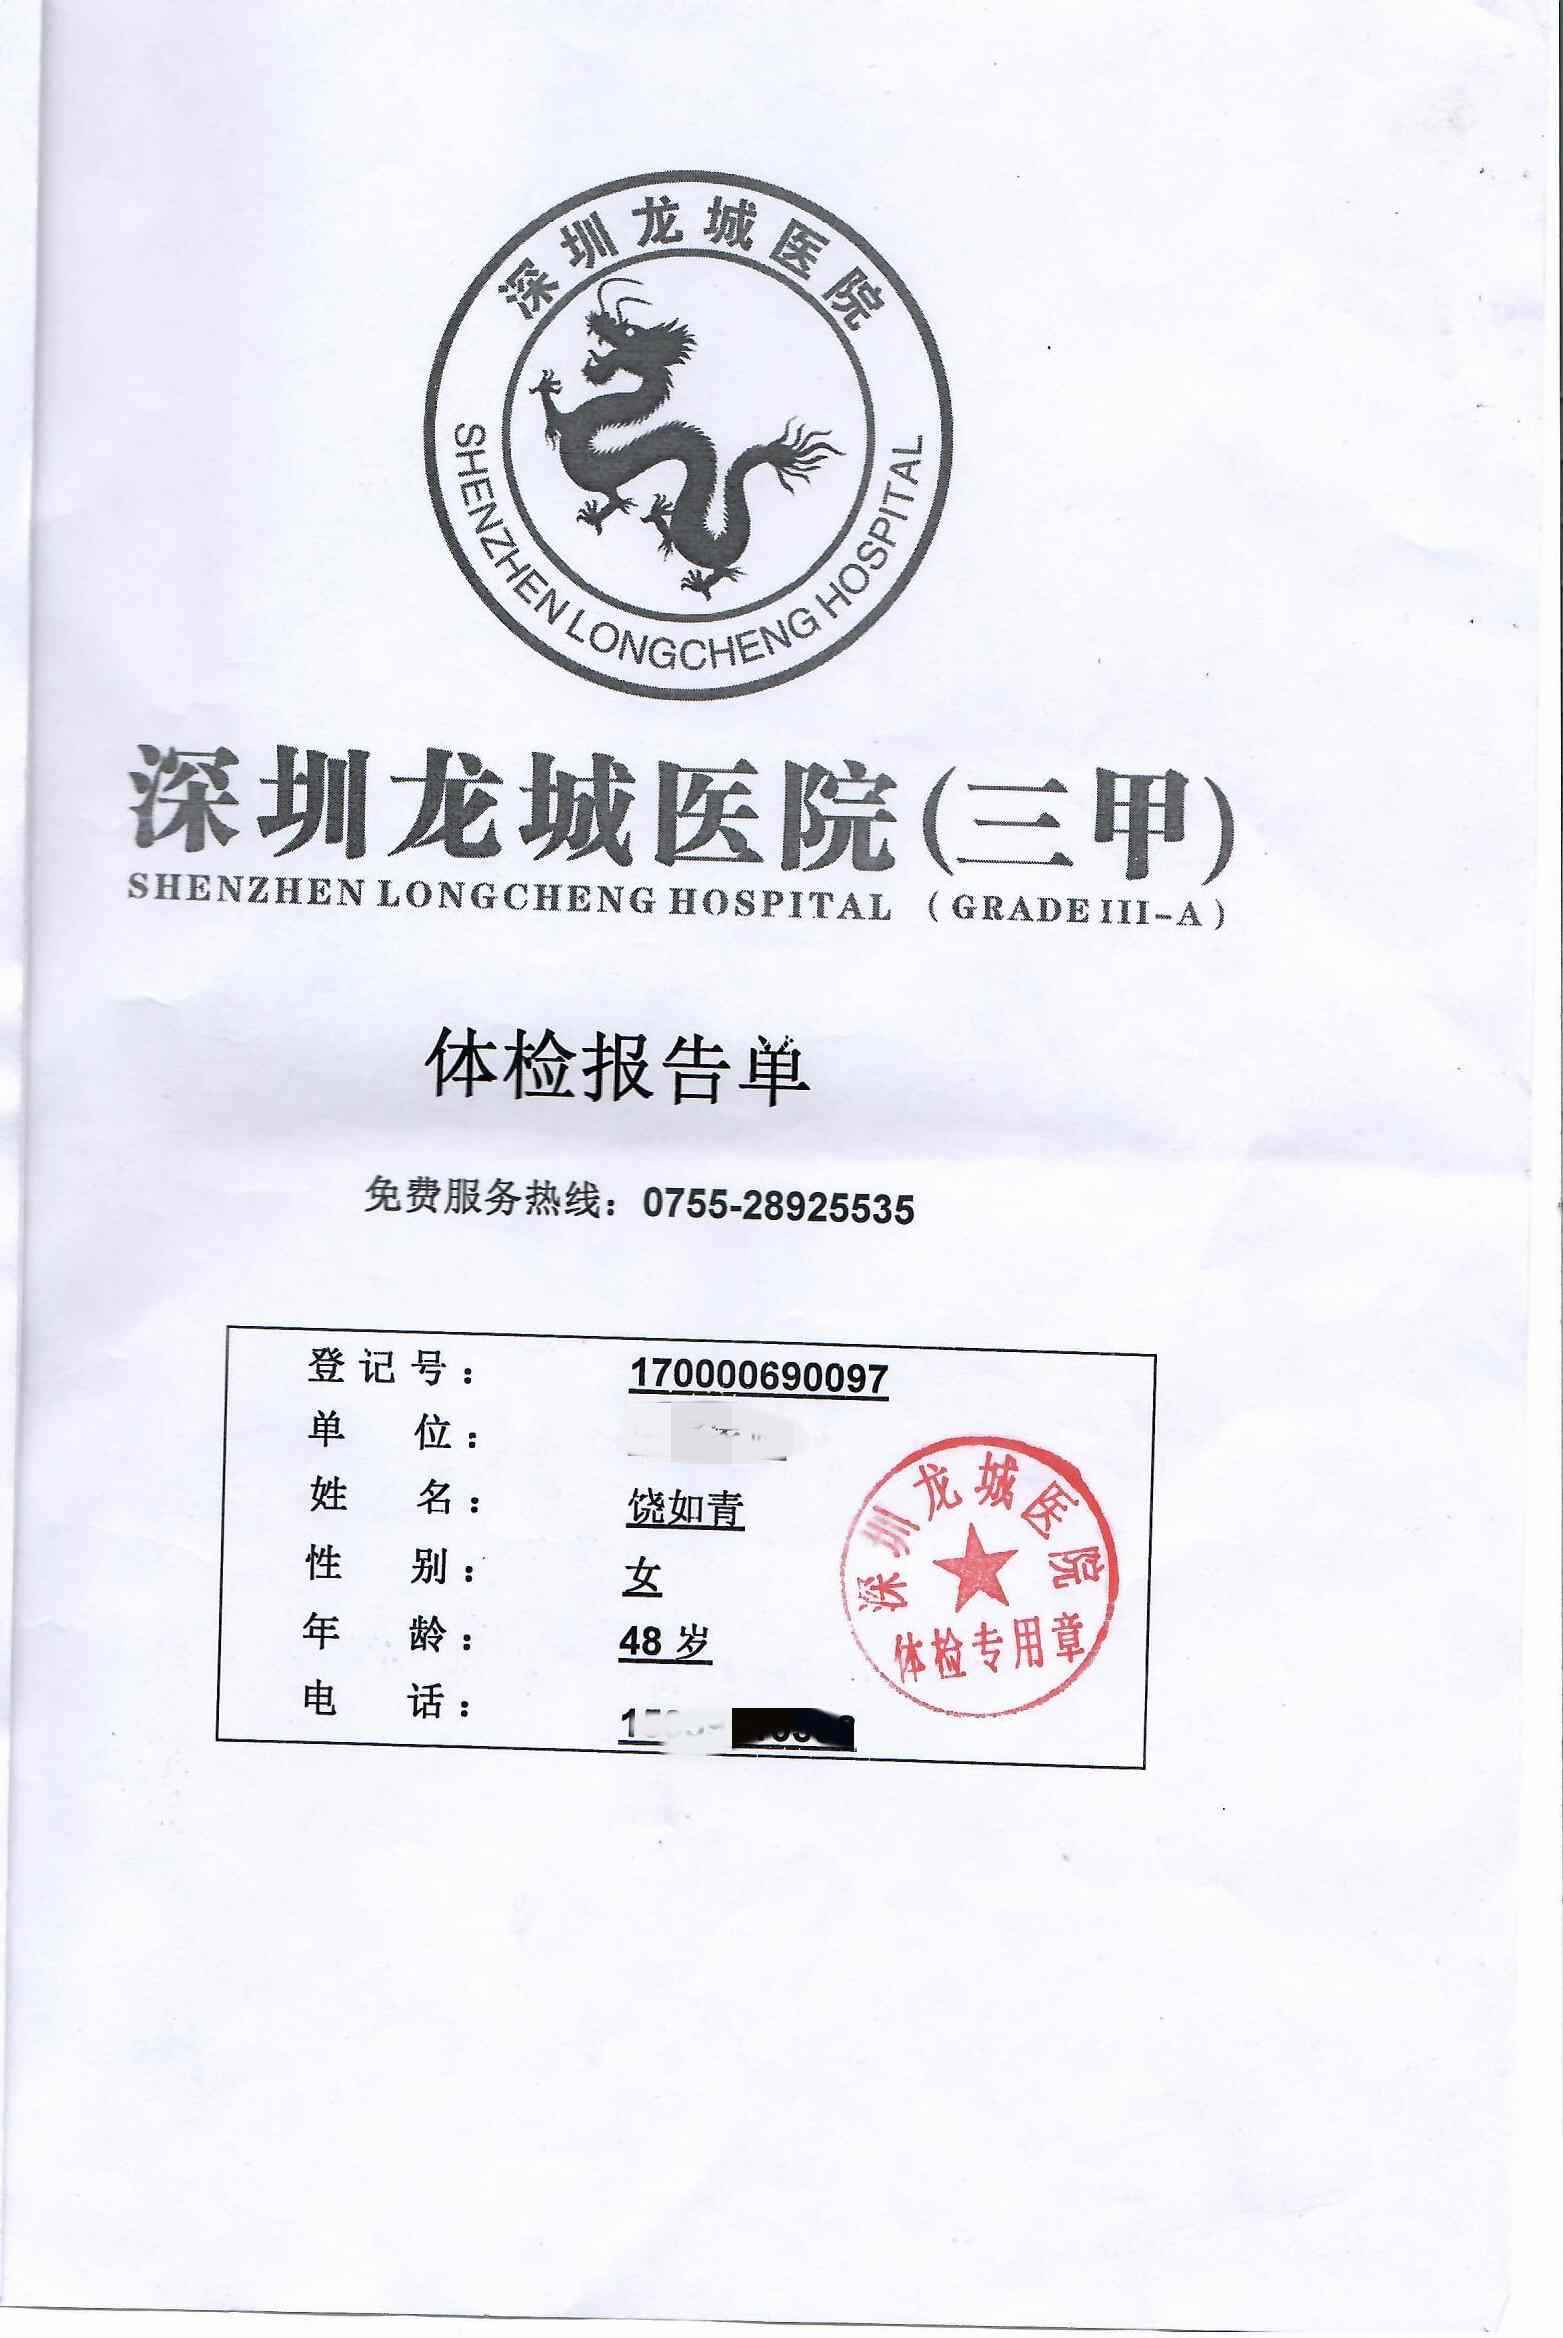 深圳龙城医院
SHENZHEN LONGCHENG HOSPITAL
深圳龙城医院(三甲)
SHENZHEN LONGCHENG HOSPITAL (GRADE III-A)
体检报告单
免费服务热线：0755-28925535
登记号：170000690097
单位：
姓名：饶如青
性别：女
年龄：48岁
电话：
深圳龙城医院
体检专用章